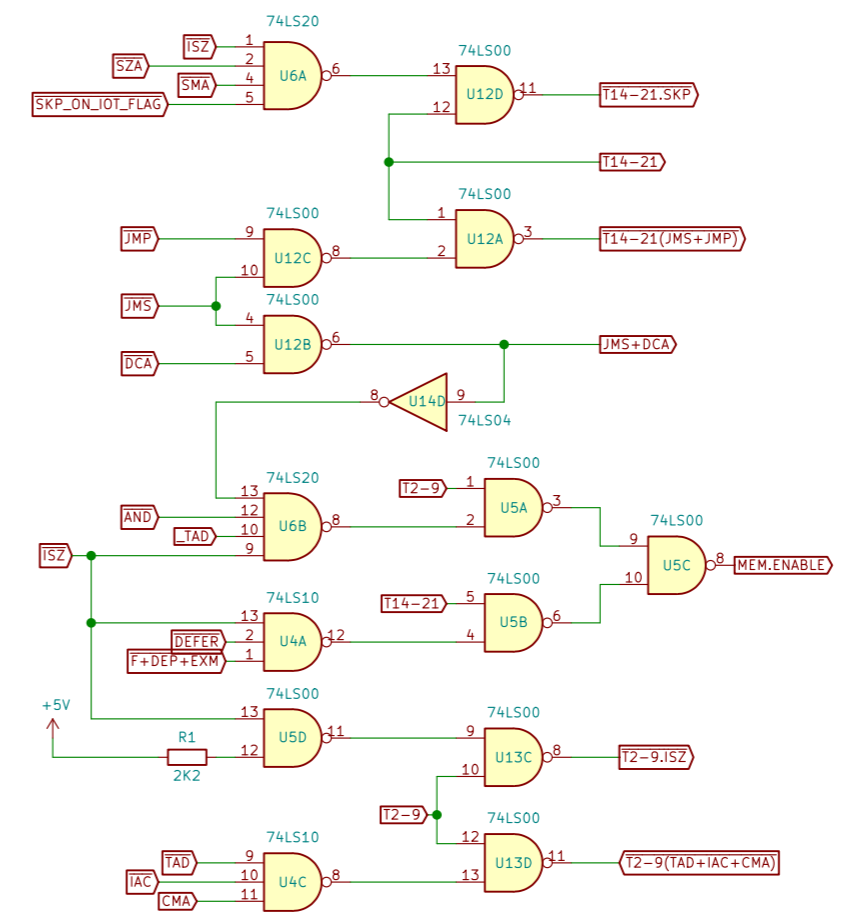 74LS20
ISZ
1
SZA
2
SMA
4
SKP_ON_IOT_FLAG
5
U6A
6
74LS00
13
12
U12D
11
T14-21.SKP
T14-21
74LS00
1
2
U12A
3
T14-21(JMS+JMP)
74LS00
JMP
9
10
U12C
8
74LS00
JMS
4
DCA
5
U12B
6
JMS+DCA
8
U14D
9
74LS04
74LS20
13
AND
12
_TAD
10
ISZ
9
U6B
8
74LS00
T2-9
1
2
U5A
3
74LS00
9
10
U5C
8
MEM.ENABLE
74LS00
T14-21
5
4
U5B
6
74LS10
13
DEFER
2
F+DEP+EXM
1
U4A
12
74LS00
13
12
U5D
11
+5V
R1
2K2
74LS00
9
10
U13C
8
T2-9.ISZ
T2-9
74LS00
12
13
U13D
11
T2-9(TAD+IAC+CMA)
74LS10
TAD
9
IAC
10
CMA
11
U4C
8